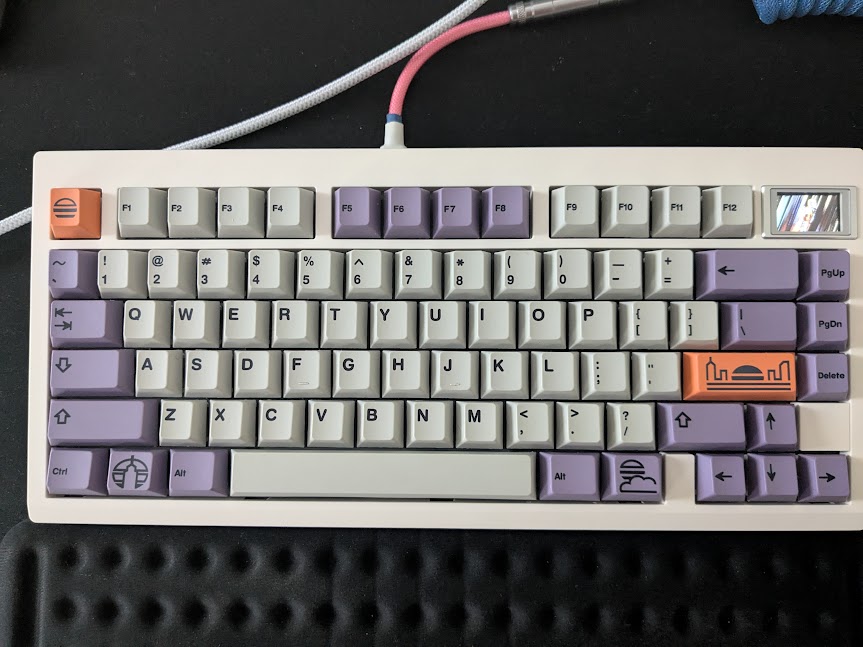 F1 F2 F3 F4 F5 F6 F7 F8 F9 F10 F11 F12
~ ! @ # $ % ^ & * ( ) — +
` 1 2 3 4 5 6 7 8 9 0 - = ← PgUp
Q W E R T Y U I O P { } | PgDn
[ ] \
A S D F G H J K L : " Delete
; '
⇧ Z X C V B N M < > ? ⇧ ↑
, . /
Ctrl Alt Alt ← ↓ →